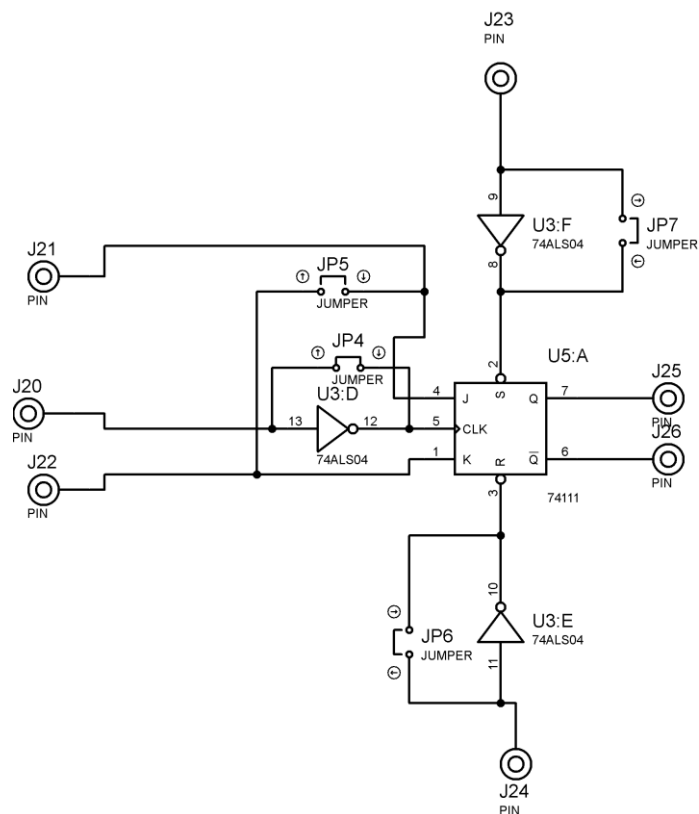 J23
PIN
9
U3:F
74ALS04
8
JP7
JUMPER
J21
PIN
JP5
JUMPER
JP4
JUMPER
U3:D
J20
PIN
13
12
74ALS04
J22
PIN
2
U5:A
4
J
S
Q
7
J25
PIN
5
CLK
J26
1
K
R
Q
6
PIN
3
74111
10
U3:E
74ALS04
11
JP6
JUMPER
J24
PIN